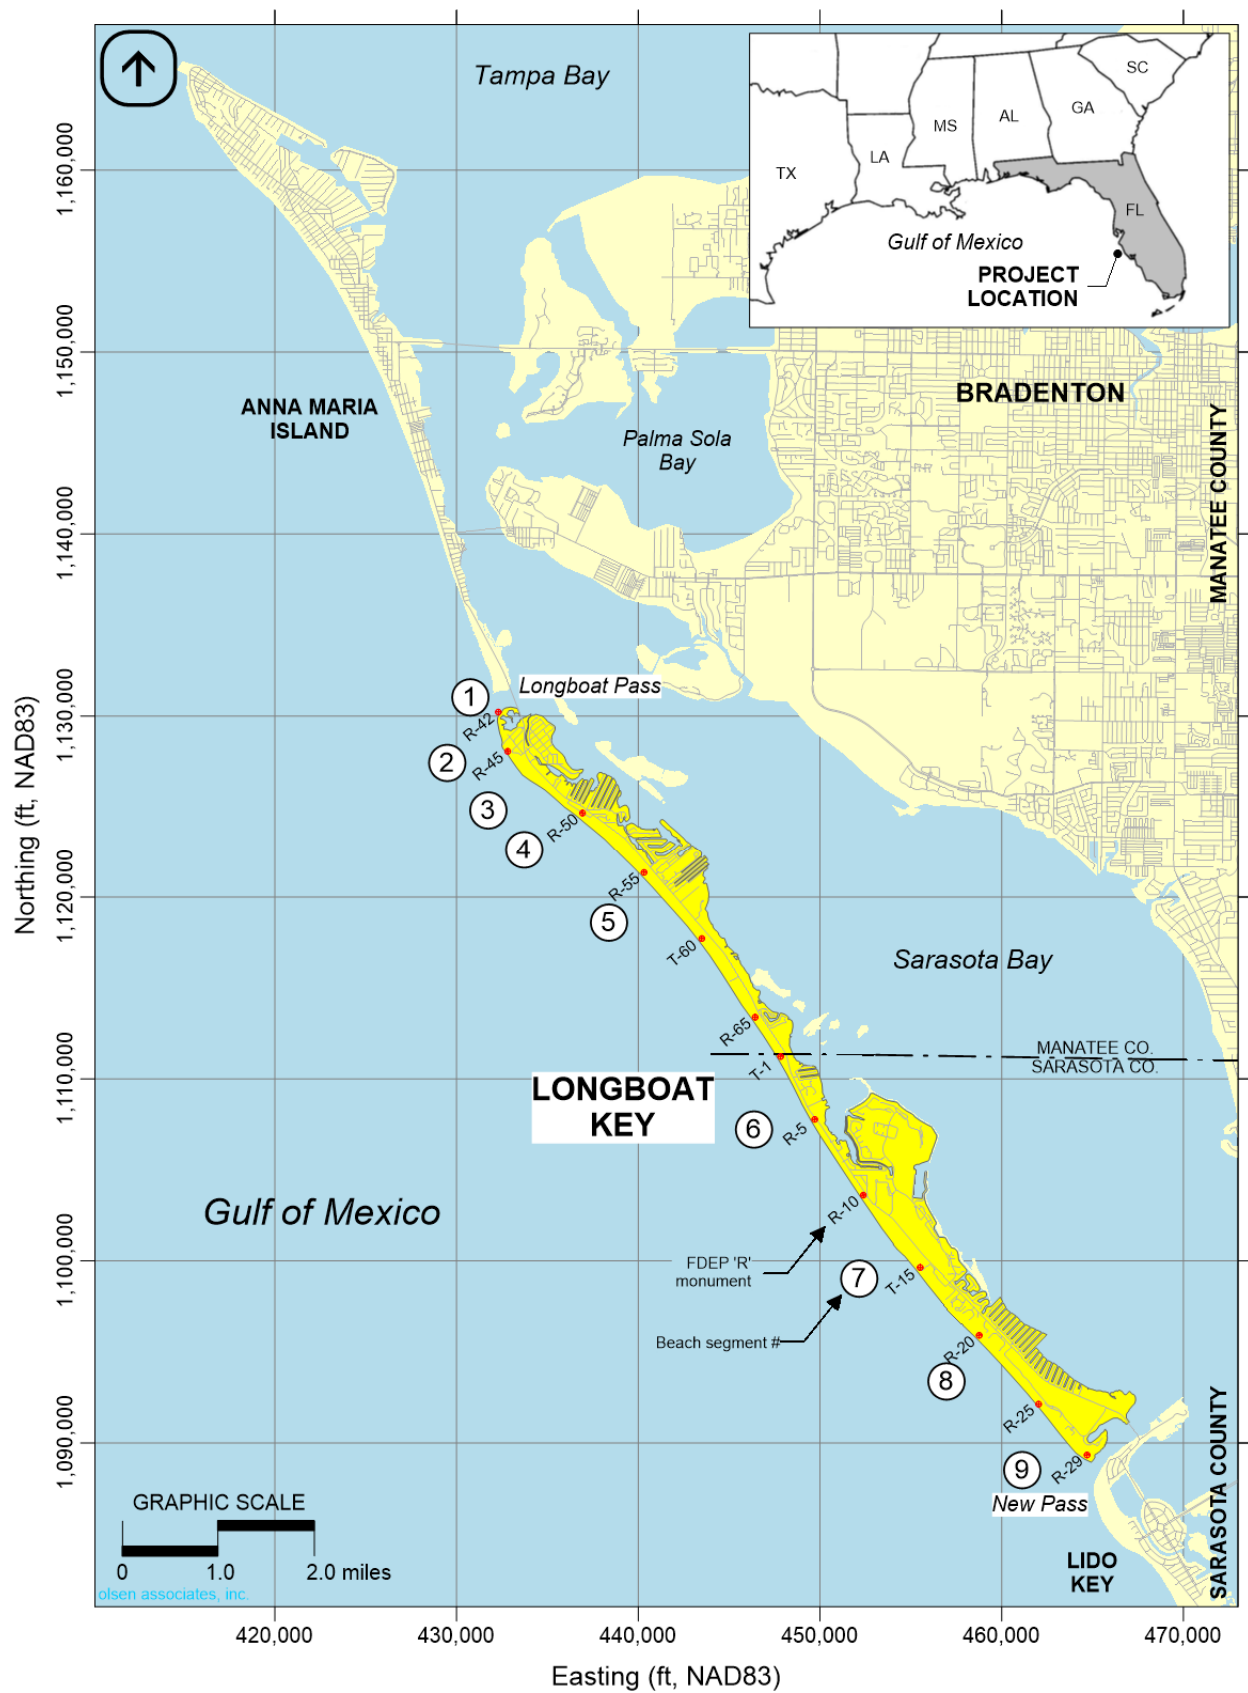 Tampa Bay
SC
GA
AL
MS
LA
TX
FL
Gulf of Mexico
PROJECT
LOCATION
1,160,000
1,150,000
1,140,000
1,130,000
1,120,000
1,110,000
1,100,000
1,090,000
Northing (ft, NAD83)
ANNA MARIA
ISLAND
BRADENTON
Palma Sola
Bay
MANATEE COUNTY
Longboat Pass
1
R-42
2
R-45
3
R-50
4
R-55
5
T-60
Sarasota Bay
R-65
MANATEE CO.
SARASOTA CO.
T-1
LONGBOAT
KEY
6
R-5
Gulf of Mexico
R-10
FDEP 'R'
monument
7
T-15
Beach segment #
R-20
8
R-25
9
R-29
New Pass
SARASOTA COUNTY
LIDO
KEY
GRAPHIC SCALE
0
1.0
2.0 miles
olsen associates, inc.
420,000
430,000
440,000
450,000
460,000
470,000
Easting (ft, NAD83)